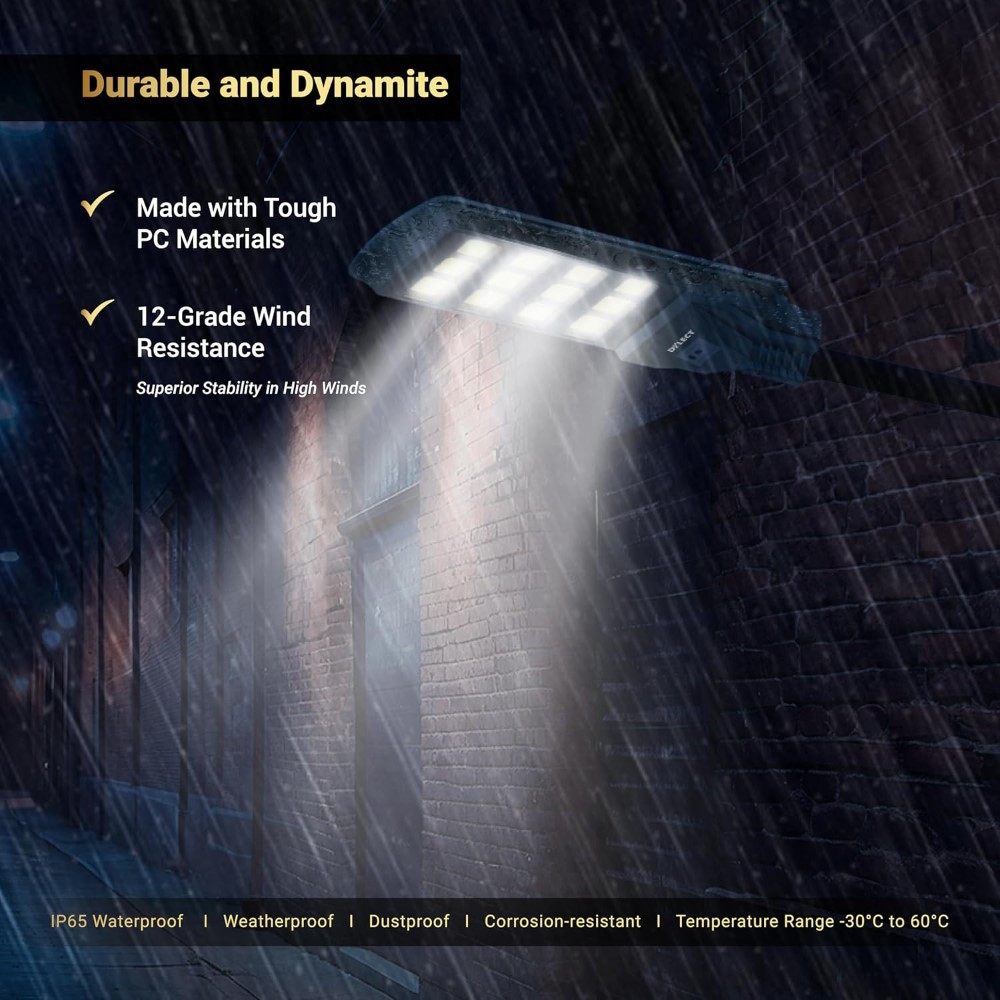 Durable and Dynamite
Made with Tough
PC Materials
12-Grade Wind
Resistance
Superior Stability in High Winds
DYLECT
IP65 Waterproof | Weatherproof | Dustproof | Corrosion-resistant | Temperature Range -30°C to 60°C